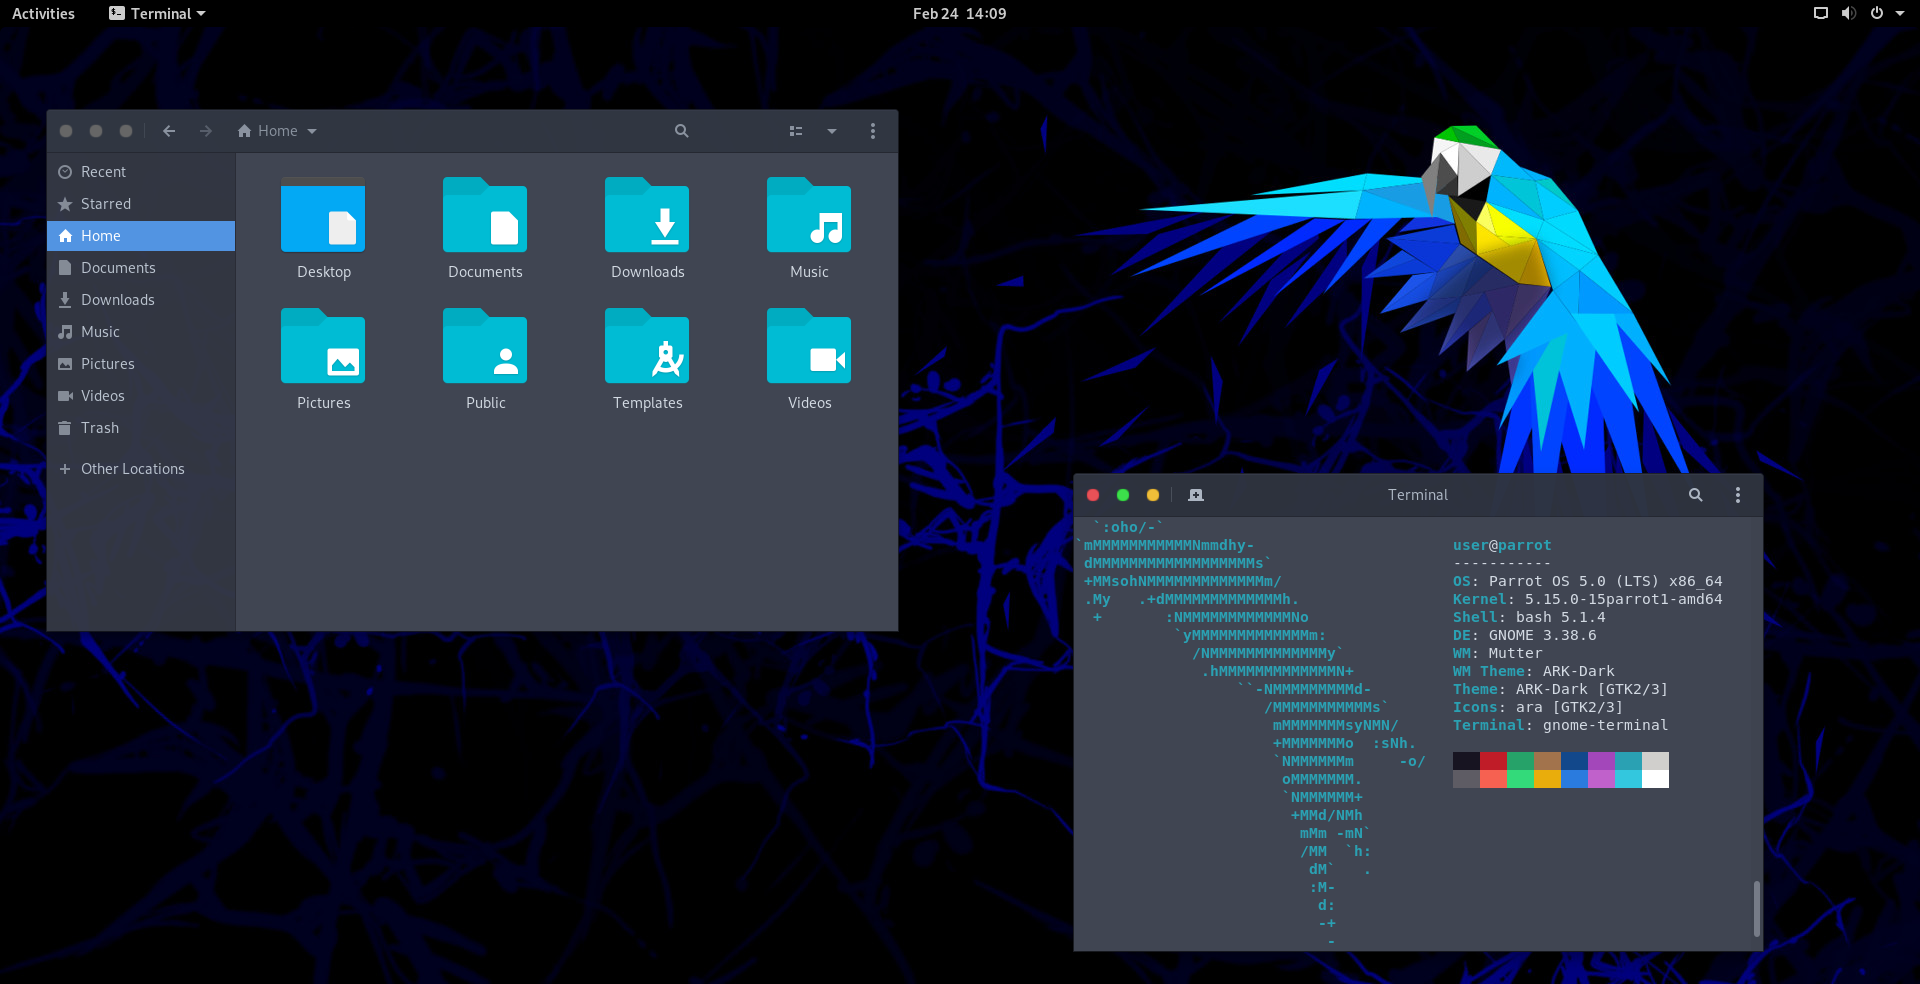 Activities
Terminal
Feb 24 14:09
Home
Recent
Starred
Home
Documents
Downloads
Music
Pictures
Videos
Trash
Other Locations
Desktop
Documents
Downloads
Music
Pictures
Public
Templates
Videos
Terminal
`:oho/-`
`mMMMMMMMMMMMNmmdhy-
dMMMMMMMMMMMMMMMMMMs`
+MMsohNMMMMMMMMMMMMMm/
.My   .+dMMMMMMMMMMMMMh.
+       :NMMMMMMMMMMMMNo
`yMMMMMMMMMMMMMm:
/NMMMMMMMMMMMMMy`
.hMMMMMMMMMMMMMN+
``-NMMMMMMMMMd-
/MMMMMMMMMMMs`
mMMMMMMMsyNMN/
+MMMMMMMo  :sNh.
`NMMMMMMm     -o/
oMMMMMMM.
`NMMMMMM+
+MMd/NMh
mMm -mN`
/MM  `h:
dM`   .
:M-
d:
-+
-
user@parrot
-----------
OS: Parrot OS 5.0 (LTS) x86_64
Kernel: 5.15.0-15parrot1-amd64
Shell: bash 5.1.4
DE: GNOME 3.38.6
WM: Mutter
WM Theme: ARK-Dark
Theme: ARK-Dark [GTK2/3]
Icons: ara [GTK2/3]
Terminal: gnome-terminal